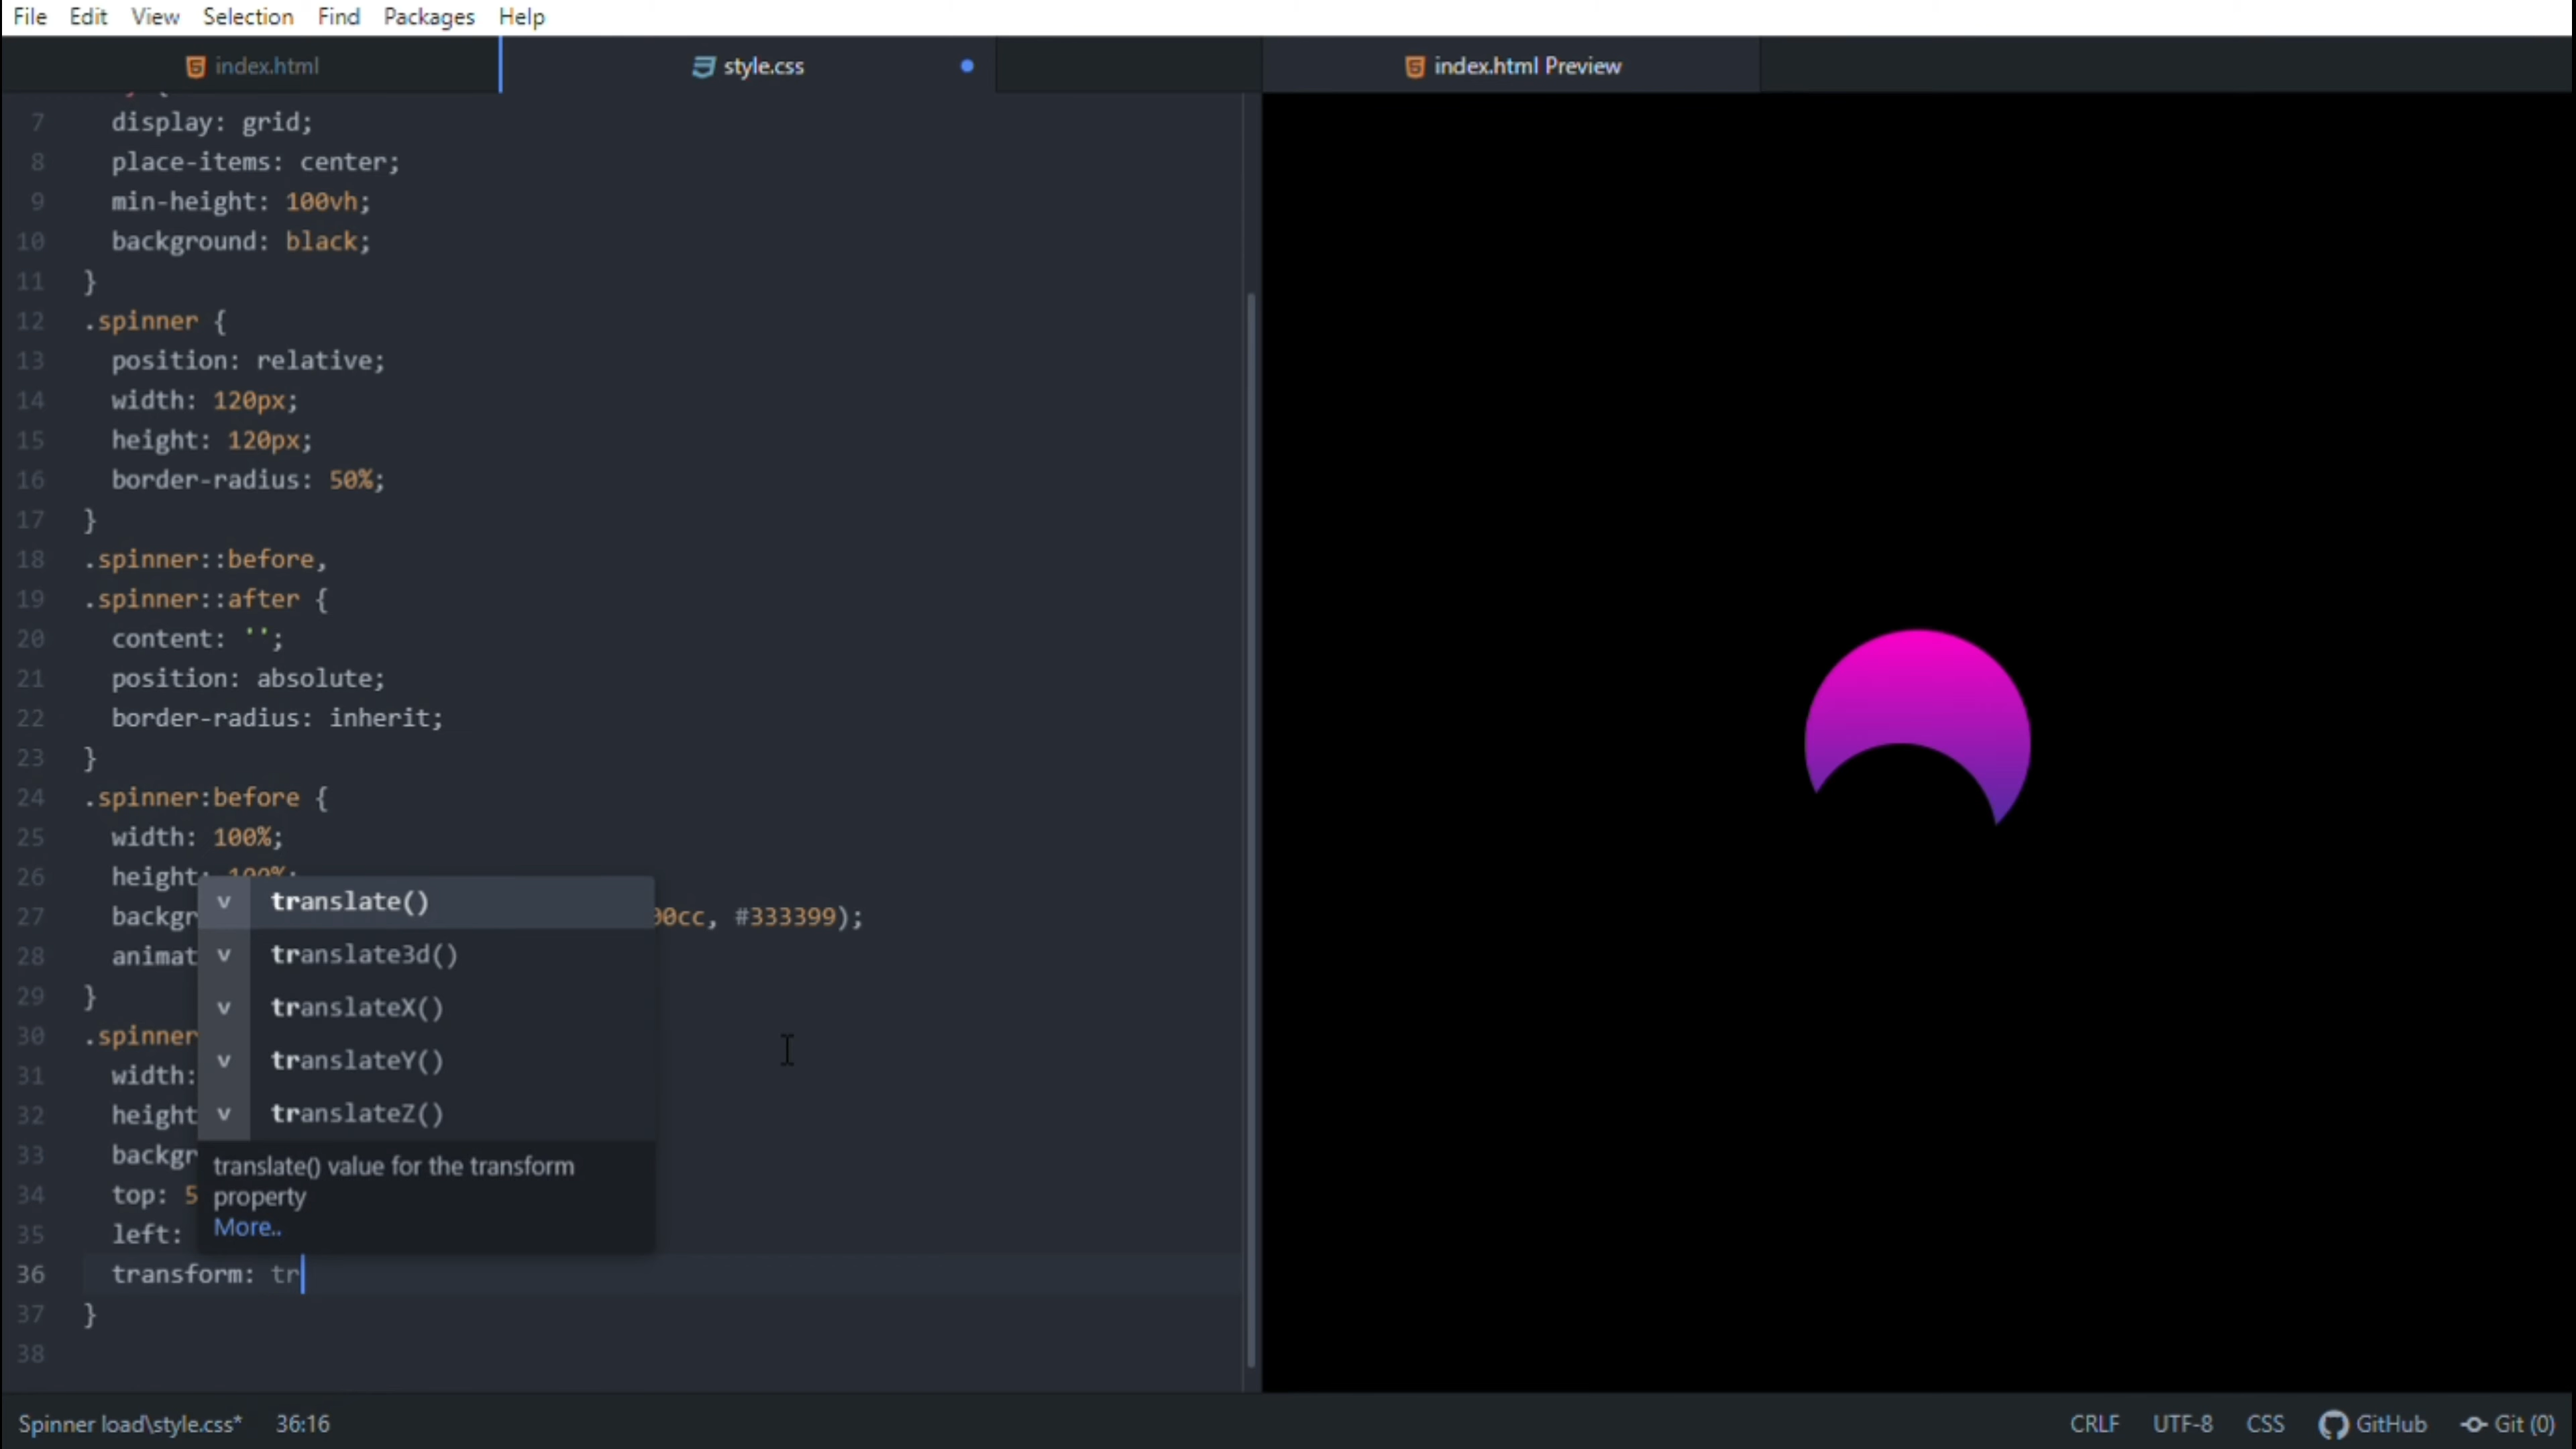 File Edit View Selection Find Packages Help
index.html
style.css
index.html Preview
7 display: grid;
8 place-items: center;
9 min-height: 100vh;
10 background: black;
11 }
12 .spinner {
13 position: relative;
14 width: 120px;
15 height: 120px;
16 border-radius: 50%;
17 }
18 .spinner::before,
19 .spinner::after {
20 content: '';
21 position: absolute;
22 border-radius: inherit;
23 }
24 .spinner:before {
25 width: 100%;
26 height: 100%;
27 backgr 00cc, #333399);
28 animat
29 }
30 .spinner
31 width:
32 height
33 backgr
34 top: 5
35 left:
36 transform: tr
37 }
38
v translate()
v translate3d()
v translateX()
v translateY()
v translateZ()
translate() value for the transform
property
More..
Spinner load\style.css* 36:16 CRLF UTF-8 CSS GitHub Git (0)